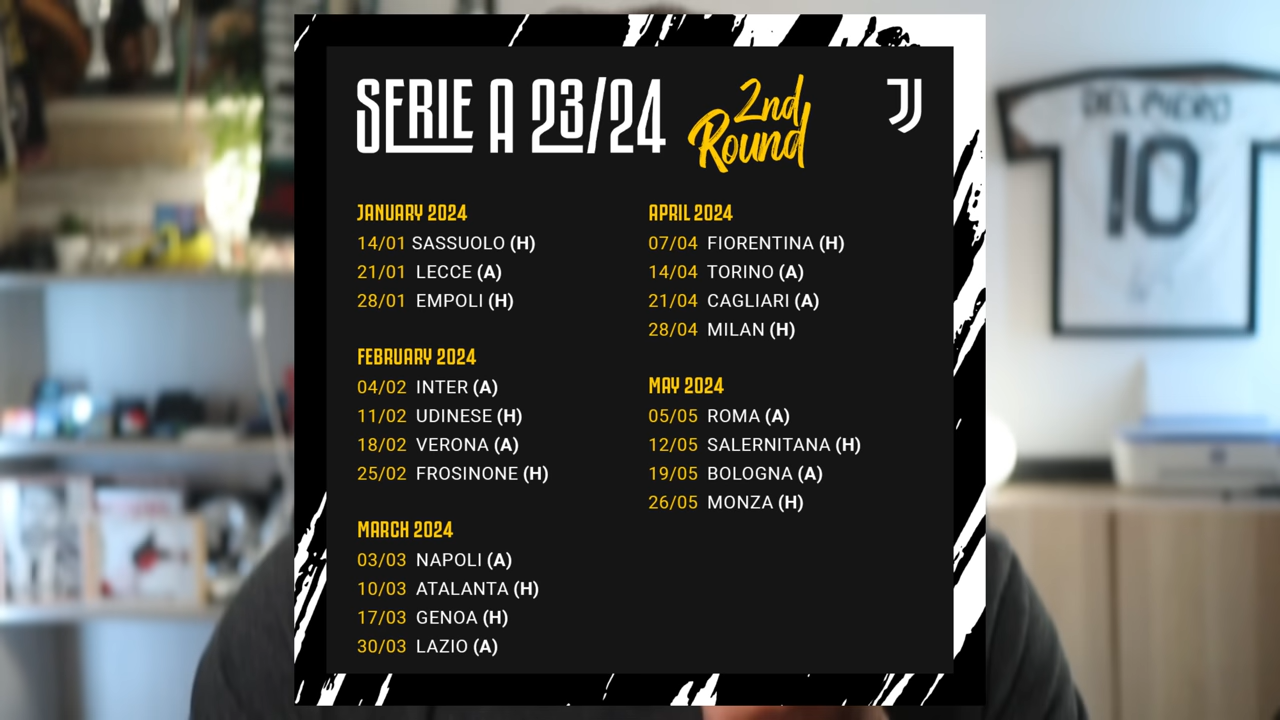 SERIE A 23/24
2nd
Round
JANUARY 2024
14/01 SASSUOLO (H)
21/01 LECCE (A)
28/01 EMPOLI (H)
FEBRUARY 2024
04/02 INTER (A)
11/02 UDINESE (H)
18/02 VERONA (A)
25/02 FROSINONE (H)
MARCH 2024
03/03 NAPOLI (A)
10/03 ATALANTA (H)
17/03 GENOA (H)
30/03 LAZIO (A)
APRIL 2024
07/04 FIORENTINA (H)
14/04 TORINO (A)
21/04 CAGLIARI (A)
28/04 MILAN (H)
MAY 2024
05/05 ROMA (A)
12/05 SALERNITANA (H)
19/05 BOLOGNA (A)
26/05 MONZA (H)
DEL PIERO
10